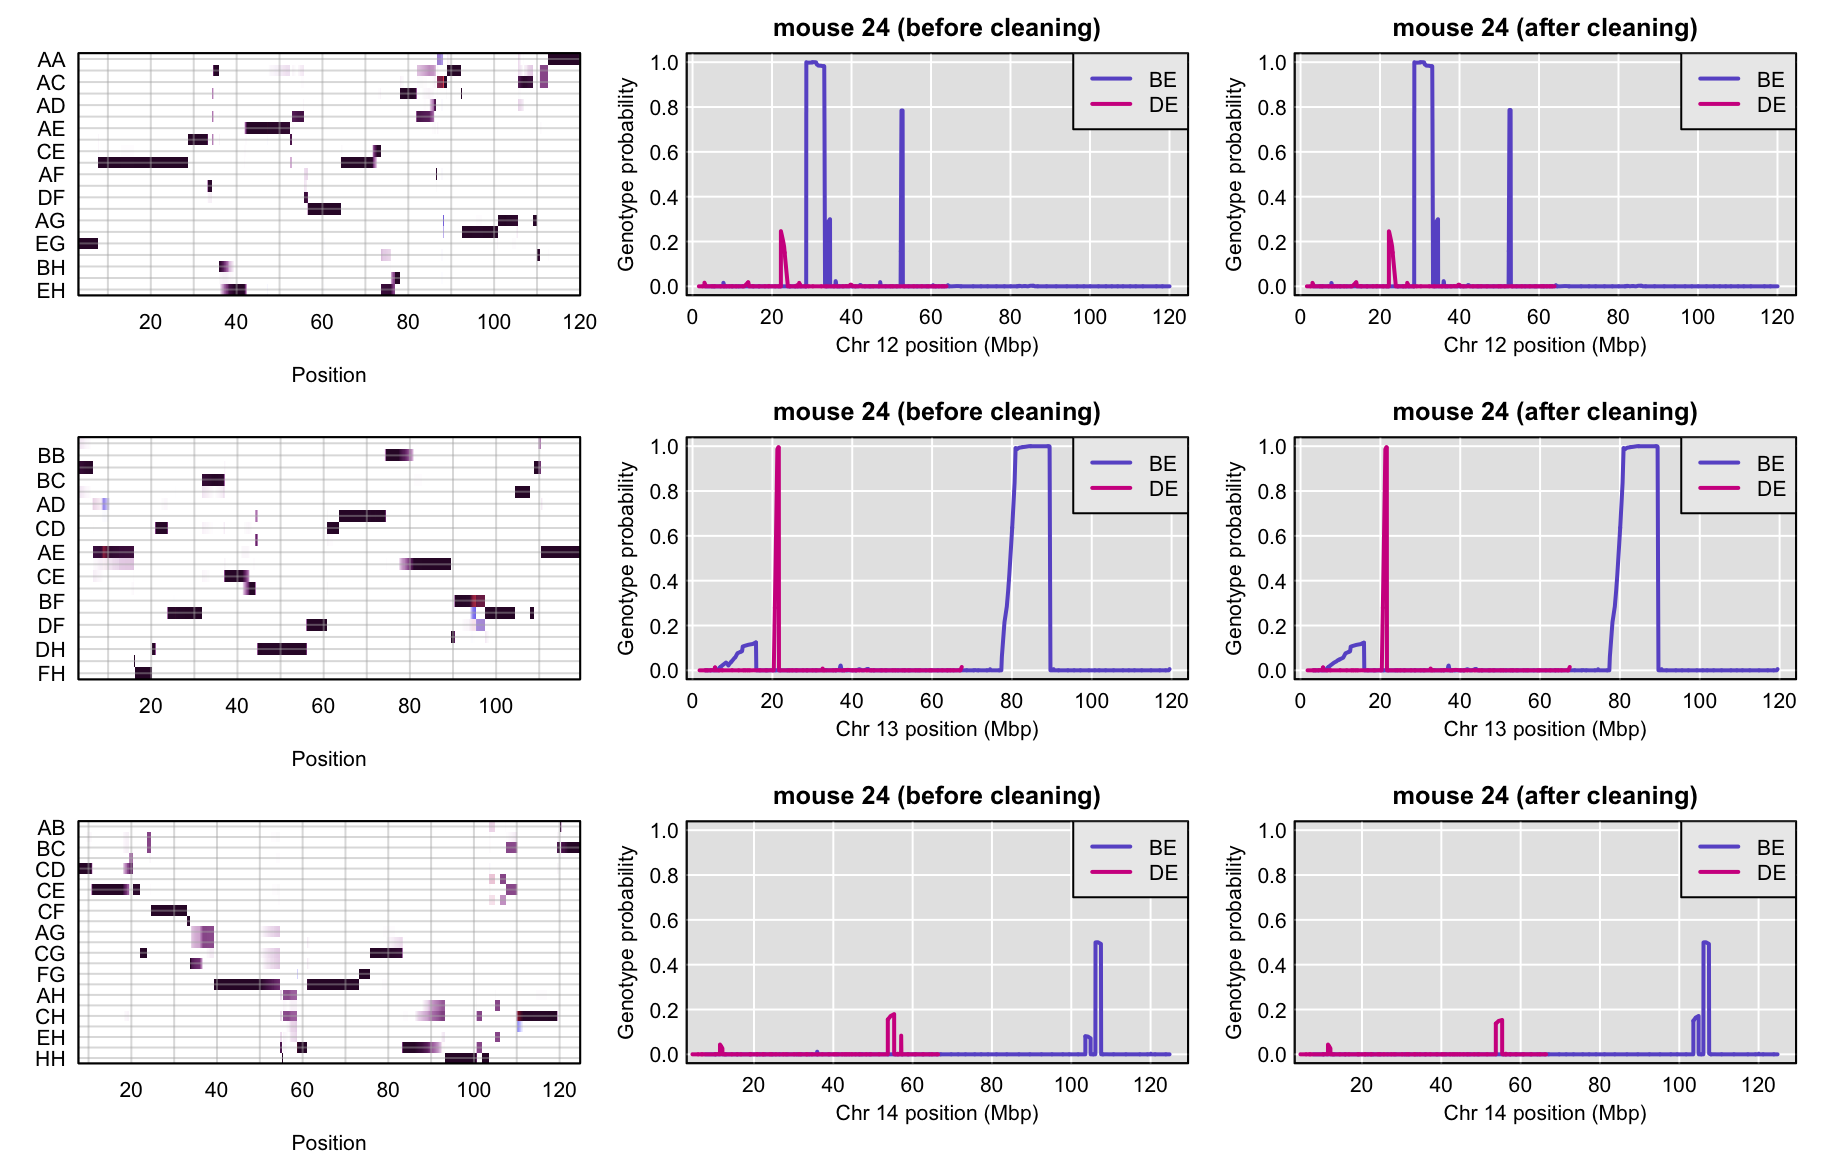 AA
AC
AD
AE
CE
AF
DF
AG
EG
BH
EH
20 40 60 80 100 120
Position
mouse 24 (before cleaning)
Genotype probability
1.0
0.8
0.6
0.4
0.2
0.0
BE
DE
0 20 40 60 80 100 120
Chr 12 position (Mbp)
mouse 24 (after cleaning)
Genotype probability
1.0
0.8
0.6
0.4
0.2
0.0
BE
DE
0 20 40 60 80 100 120
Chr 12 position (Mbp)
BB
BC
AD
CD
AE
CE
BF
DF
DH
FH
20 40 60 80 100
Position
mouse 24 (before cleaning)
Genotype probability
1.0
0.8
0.6
0.4
0.2
0.0
BE
DE
0 20 40 60 80 100 120
Chr 13 position (Mbp)
mouse 24 (after cleaning)
Genotype probability
1.0
0.8
0.6
0.4
0.2
0.0
BE
DE
0 20 40 60 80 100 120
Chr 13 position (Mbp)
AB
BC
CD
CE
CF
AG
CG
FG
AH
CH
EH
HH
20 40 60 80 100 120
Position
mouse 24 (before cleaning)
Genotype probability
1.0
0.8
0.6
0.4
0.2
0.0
BE
DE
20 40 60 80 100 120
Chr 14 position (Mbp)
mouse 24 (after cleaning)
Genotype probability
1.0
0.8
0.6
0.4
0.2
0.0
BE
DE
20 40 60 80 100 120
Chr 14 position (Mbp)